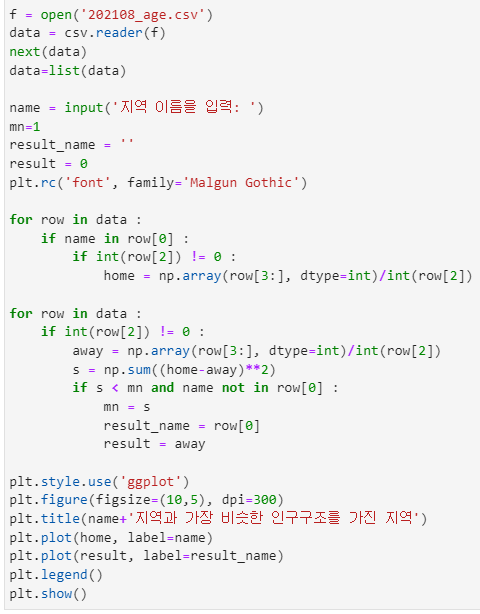 f = open('202108_age.csv')
data = csv.reader(f)
next(data)
data=list(data)

name = input('지역 이름을 입력: ')
mn=1
result_name = ''
result = 0
plt.rc('font', family='Malgun Gothic')

for row in data :
    if name in row[0] :
        if int(row[2]) != 0 :
            home = np.array(row[3:], dtype=int)/int(row[2])

for row in data :
    if int(row[2]) != 0 :
        away = np.array(row[3:], dtype=int)/int(row[2])
        s = np.sum((home-away)**2)
        if s < mn and name not in row[0] :
            mn = s
            result_name = row[0]
            result = away

plt.style.use('ggplot')
plt.figure(figsize=(10,5), dpi=300)
plt.title(name+'지역과 가장 비슷한 인구구조를 가진 지역')
plt.plot(home, label=name)
plt.plot(result, label=result_name)
plt.legend()
plt.show()